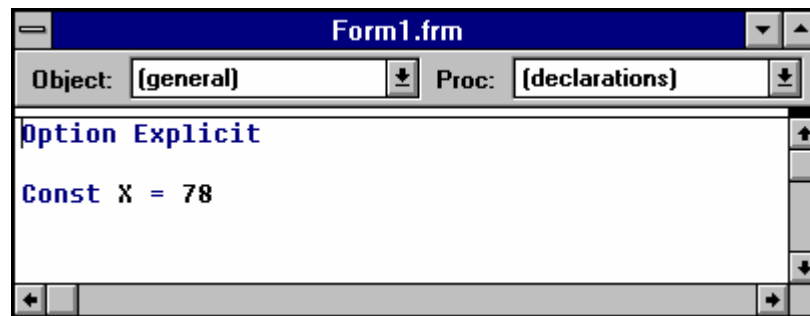 Form1.frm
Object: (general) Proc: (declarations)
Option Explicit
Const X = 78